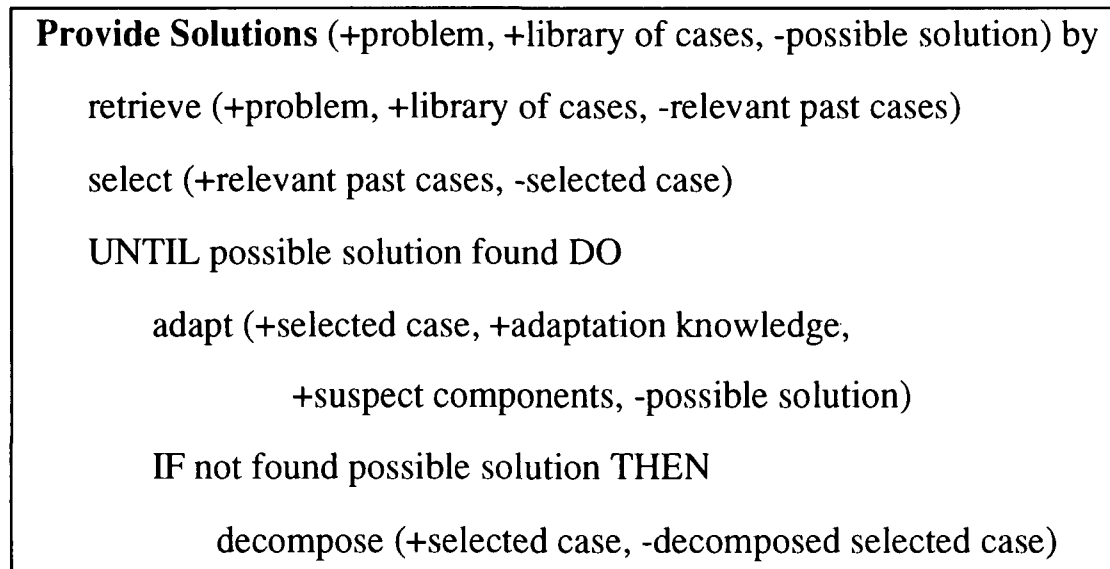 Provide Solutions (+problem, +library of cases, -possible solution) by
retrieve (+problem, +library of cases, -relevant past cases)
select (+relevant past cases, -selected case)
UNTIL possible solution found DO
adapt (+selected case, +adaptation knowledge,
+suspect components, -possible solution)
IF not found possible solution THEN
decompose (+selected case, -decomposed selected case)